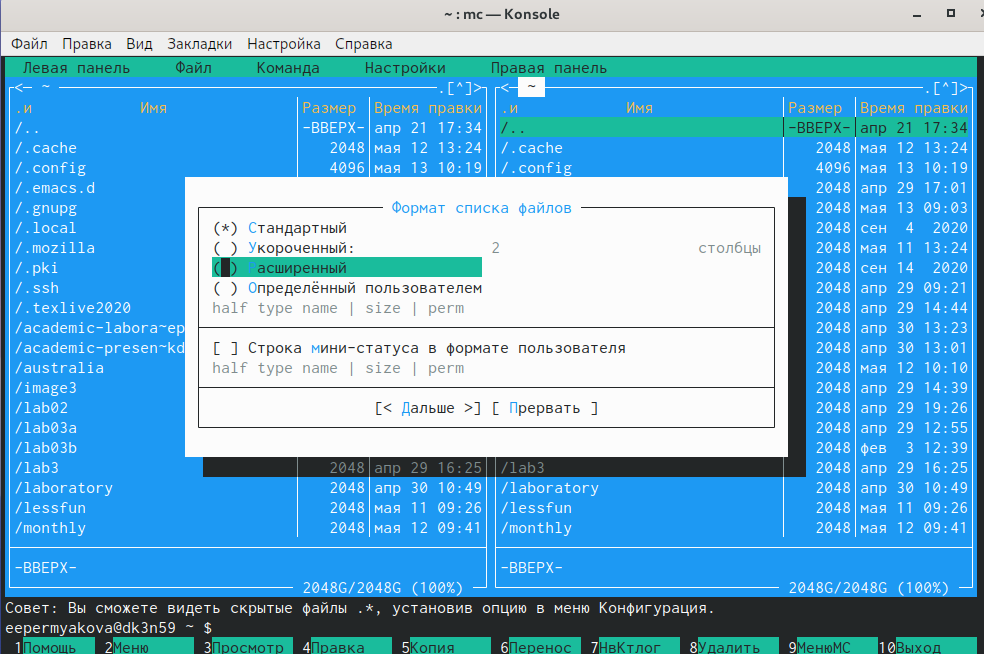 ~ : mc — Konsole
Файл Правка Вид Закладки Настройка Справка
Левая панель Файл Команда Настройки Правая панель
<— ~ .[^]> <— ~ .[^]>
.и Имя Размер Время правки .и Имя Размер Время правки
/.. -ВВЕРХ- апр 21 17:34 /.. -ВВЕРХ- апр 21 17:34
/.cache 2048 мая 12 13:24 /.cache 2048 мая 12 13:24
/.config 4096 мая 13 10:19 /.config 4096 мая 13 10:19
/.emacs.d 2048 апр 29 17:01
/.gnupg Формат списка файлов 2048 мая 13 09:03
/.local (*) Стандартный 2048 сен 4 2020
/.mozilla ( ) Укороченный: 2 столбцы 2048 мая 11 13:24
/.pki ( ) асширенный 2048 сен 14 2020
/.ssh ( ) Определённый пользователем 2048 апр 29 09:21
/.texlive2020 half type name | size | perm 2048 апр 29 14:44
/academic-labora~ep 2048 апр 30 13:23
/academic-presen~kd [ ] Строка мини-статуса в формате пользователя 2048 апр 30 13:01
/australia half type name | size | perm 2048 мая 12 10:10
/image3 2048 апр 29 14:39
/lab02 [< Дальше >] [ Прервать ] 2048 апр 29 19:26
/lab03a 2048 апр 29 12:55
/lab03b 2048 фев 3 12:39
/lab3 2048 апр 29 16:25 /lab3 2048 апр 29 16:25
/laboratory 2048 апр 30 10:49 /laboratory 2048 апр 30 10:49
/lessfun 2048 мая 11 09:26 /lessfun 2048 мая 11 09:26
/monthly 2048 мая 12 09:41 /monthly 2048 мая 12 09:41
-ВВЕРХ- -ВВЕРХ-
2048G/2048G (100%) 2048G/2048G (100%)
Совет: Вы сможете видеть скрытые файлы .*, установив опцию в меню Конфигурация.
eepermyakova@dk3n59 ~ $
1Помощь 2Меню 3Просмотр 4Правка 5Копия 6Перенос 7НвКтлог 8Удалить 9МенюMC 10Выход